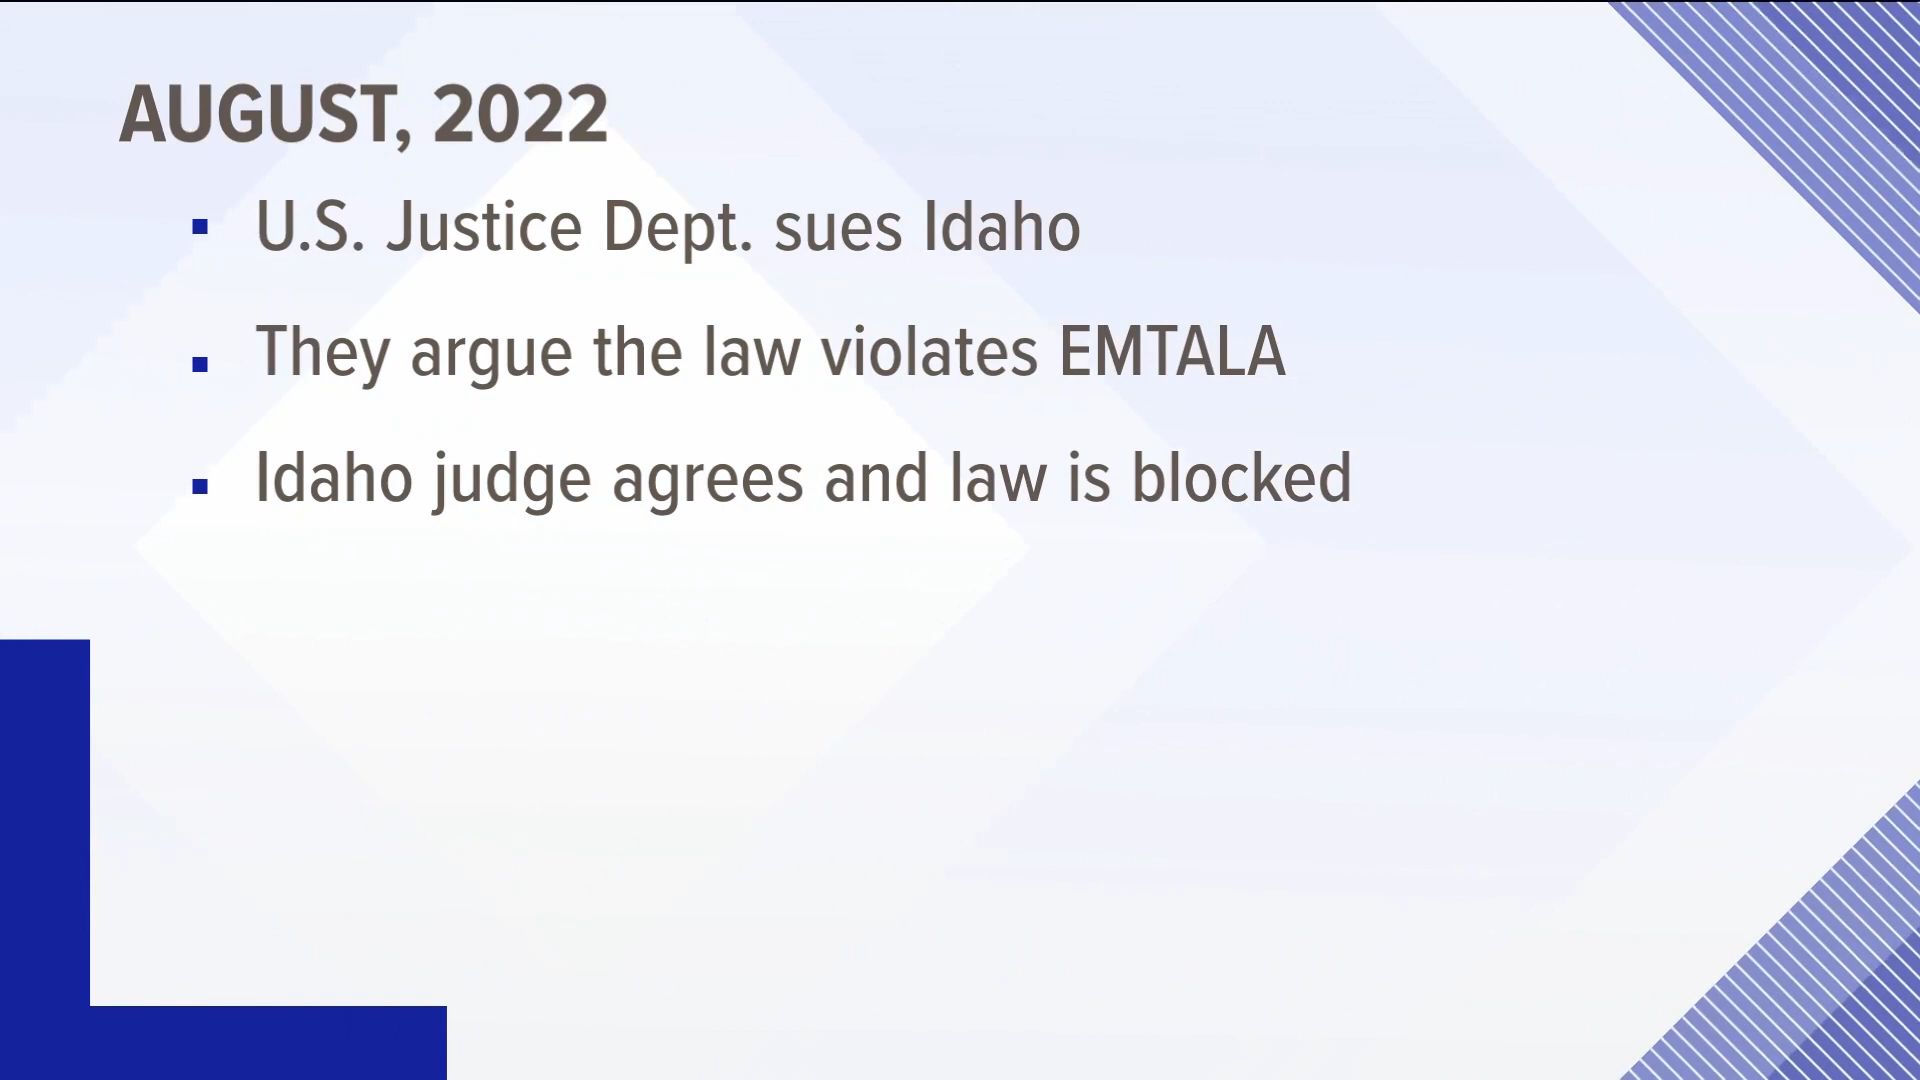 AUGUST, 2022
U.S. Justice Dept. sues Idaho
They argue the law violates EMTALA
Idaho judge agrees and law is blocked